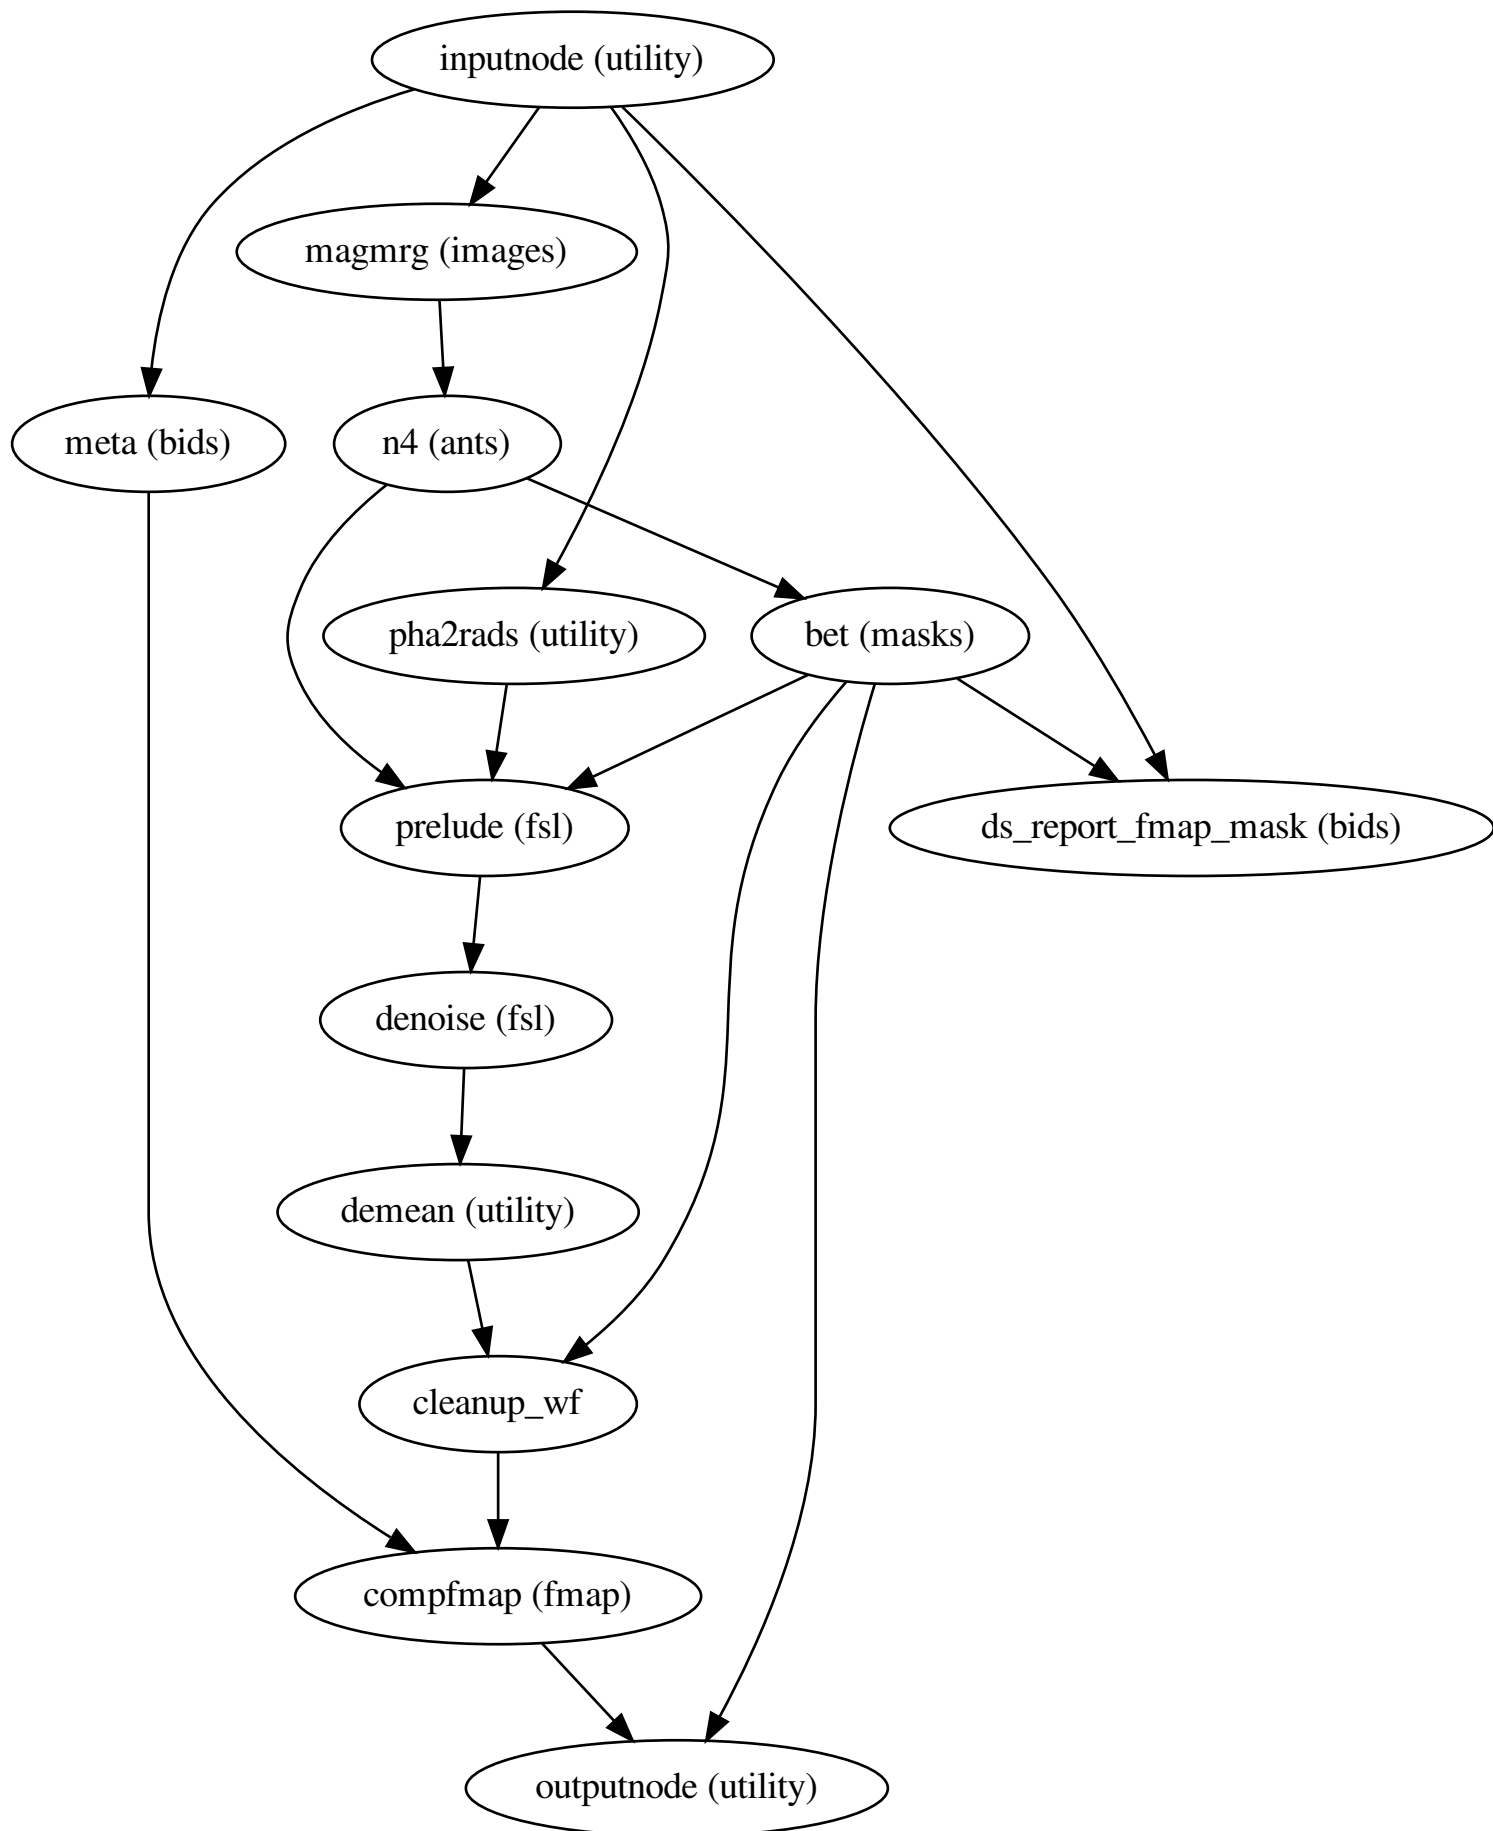 inputnode (utility)
magmrg (images)
meta (bids)
n4 (ants)
pha2rads (utility)
bet (masks)
prelude (fsl)
ds_report_fmap_mask (bids)
denoise (fsl)
demean (utility)
cleanup_wf
compfmap (fmap)
outputnode (utility)